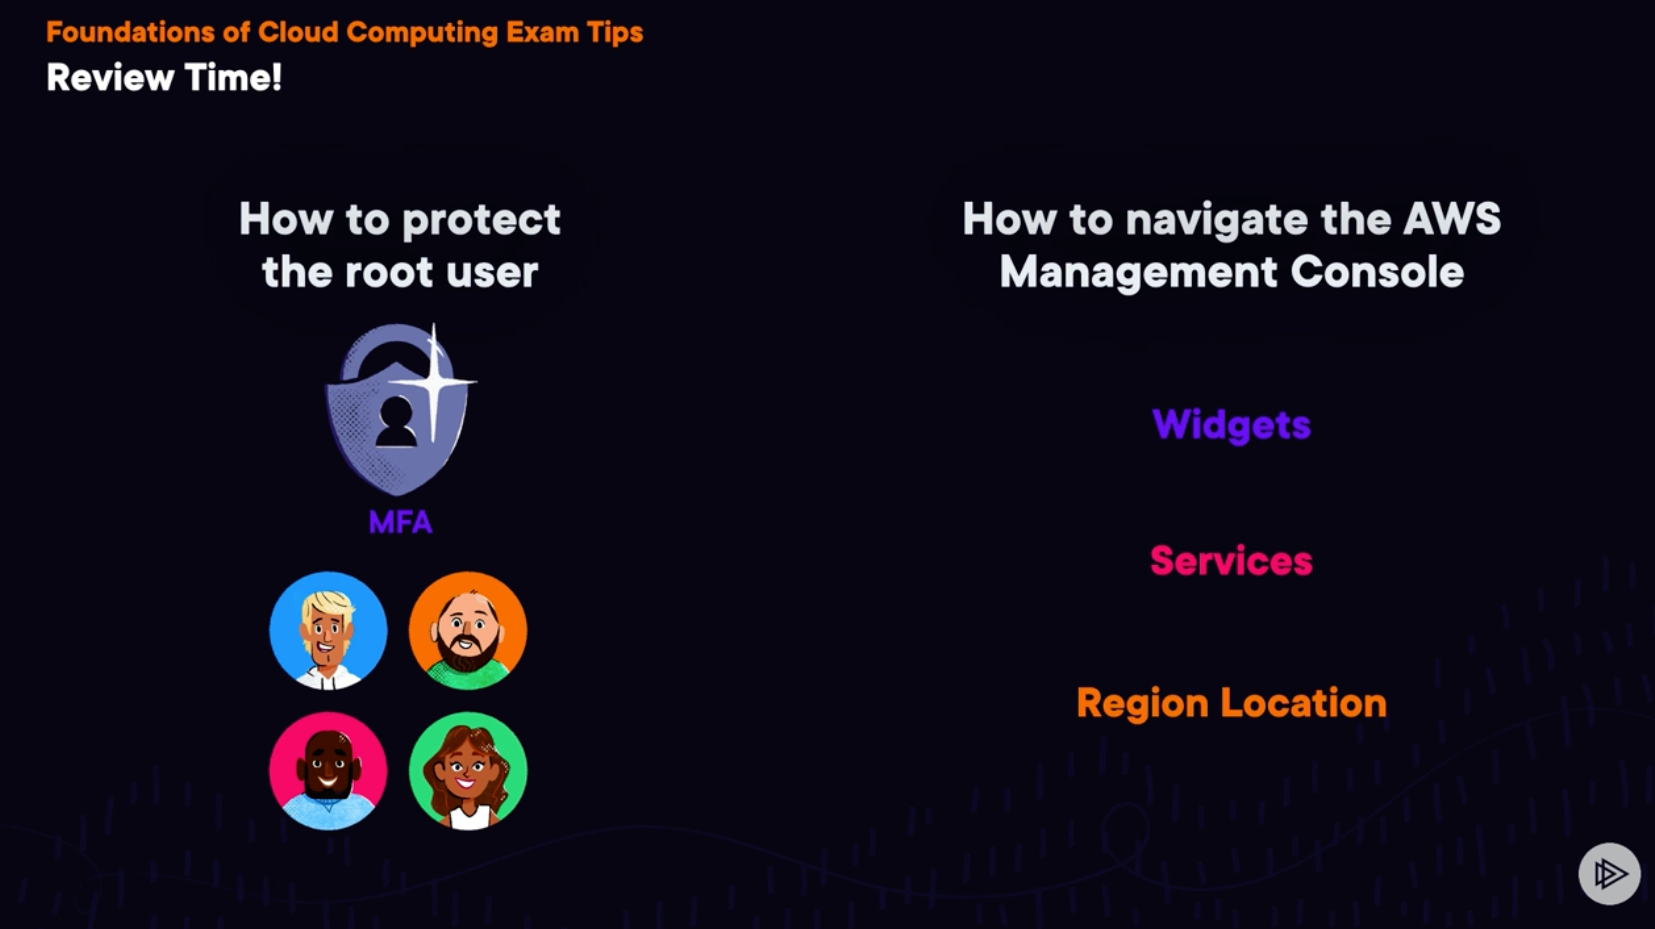 Foundations of Cloud Computing Exam Tips
Review Time!
How to protect
the root user
MFA
How to navigate the AWS
Management Console
Widgets
Services
Region Location